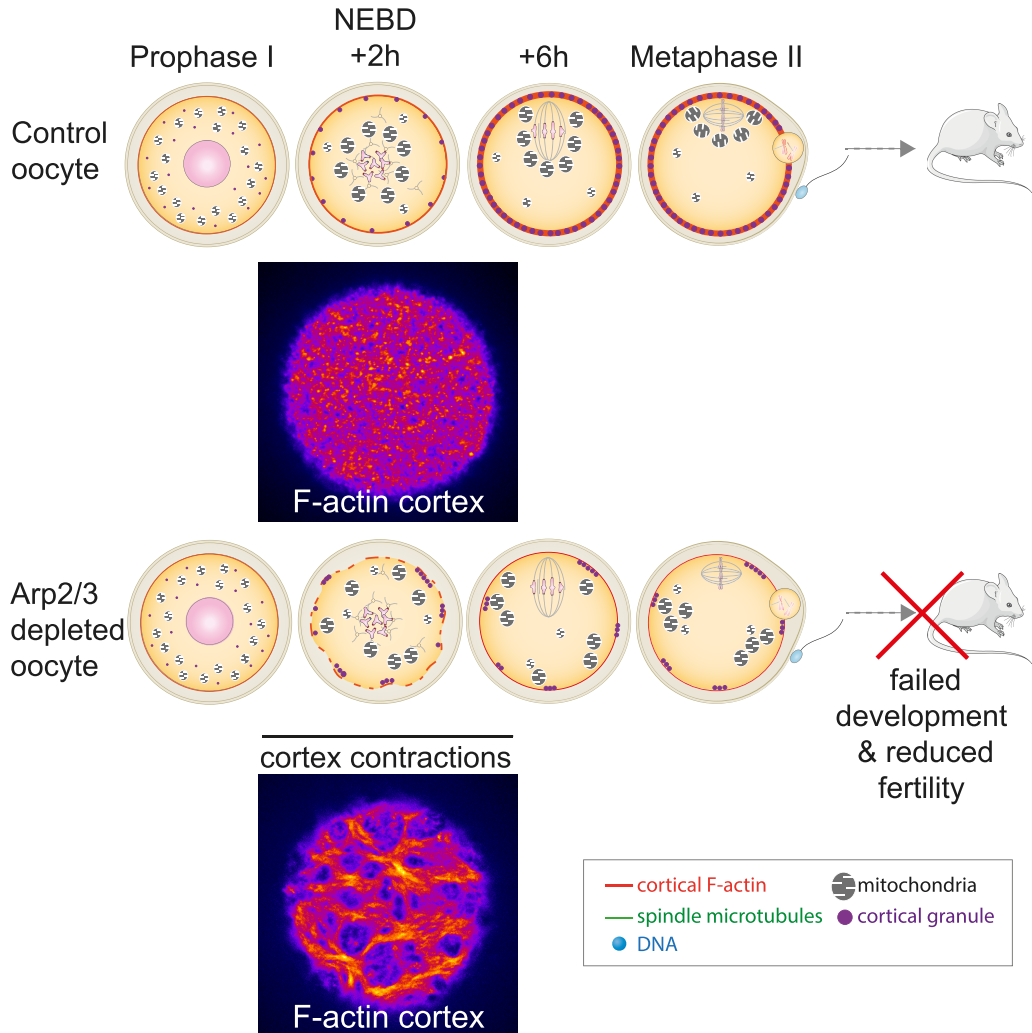 NEBD
Prophase I
+2h
+6h
Metaphase II
Control
oocyte
F-actin cortex
Arp2/3
depleted
oocyte
failed
development
& reduced
fertility
cortex contractions
F-actin cortex
cortical F-actin
mitochondria
spindle microtubules
cortical granule
DNA